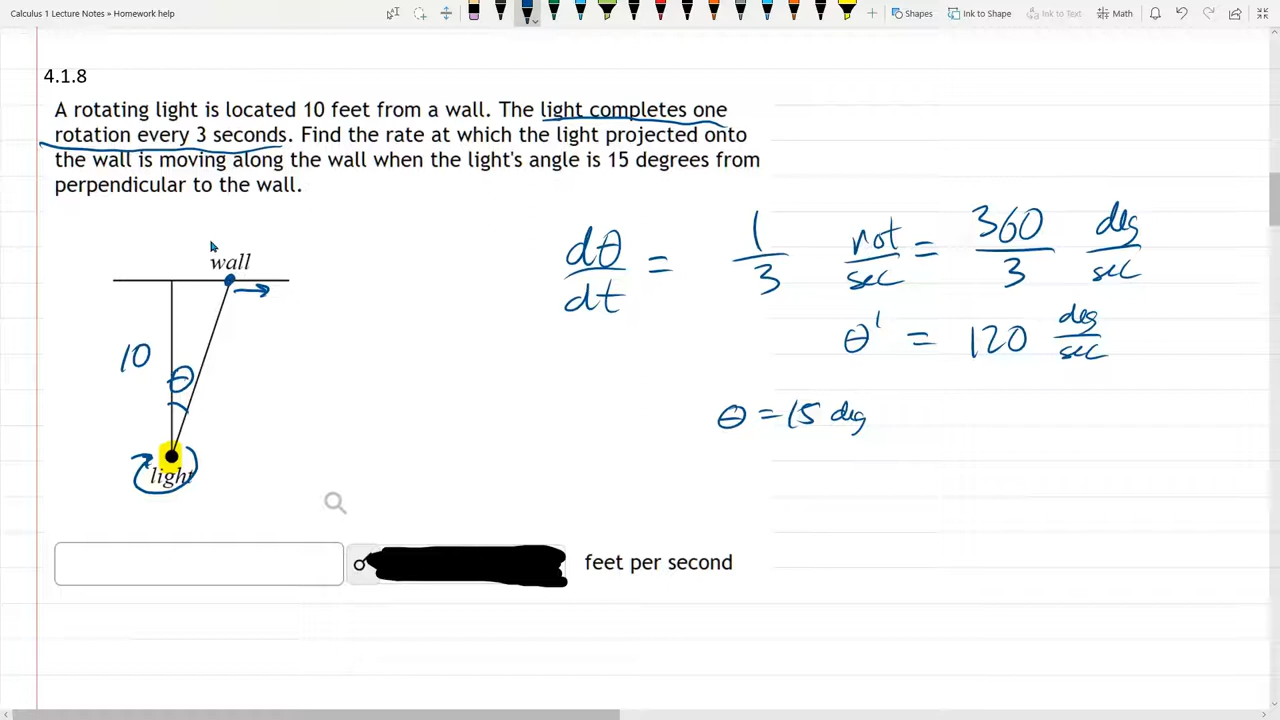 Calculus 1 Lecture Notes » Homework help
Shapes
Ink to Shape
Ink to Text
Math
4.1.8
A rotating light is located 10 feet from a wall. The light completes one
rotation every 3 seconds. Find the rate at which the light projected onto
the wall is moving along the wall when the light's angle is 15 degrees from
perpendicular to the wall.
wall
10
θ
light
dθ/dt = 1/3 rot/sec = 360/3 deg/sec
θ' = 120 deg/sec
θ = 15 deg
feet per second